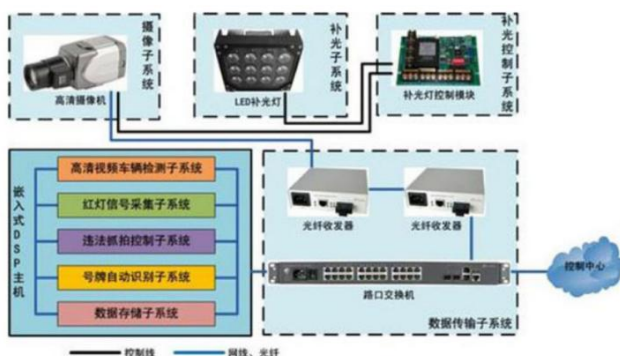 摄像子系统
高清摄像机
补光子系统
LED补光灯
补光控制子系统
补光灯控制模块
嵌入式DSP主机
高清视频车辆检测子系统
红灯信号采集子系统
违法抓拍控制子系统
号牌自动识别子系统
数据存储子系统
光纤收发器
光纤收发器
路口交换机
数据传输子系统
控制中心
控制线
网线、光纤